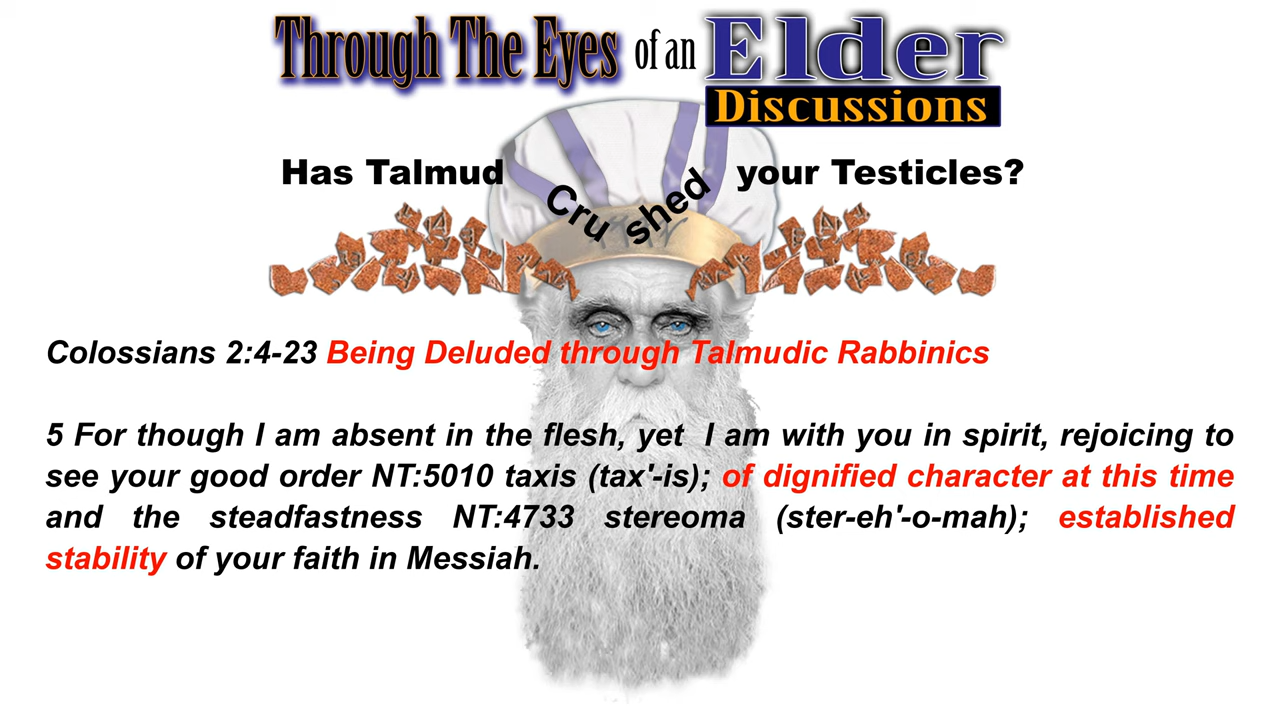 Through The Eyes of an Elder
Discussions
Has Talmud Crushed your Testicles?
Colossians 2:4-23 Being Deluded through Talmudic Rabbinics
5 For though I am absent in the flesh, yet I am with you in spirit, rejoicing to
see your good order NT:5010 taxis (tax'-is); of dignified character at this time
and the steadfastness NT:4733 stereoma (ster-eh'-o-mah); established
stability of your faith in Messiah.